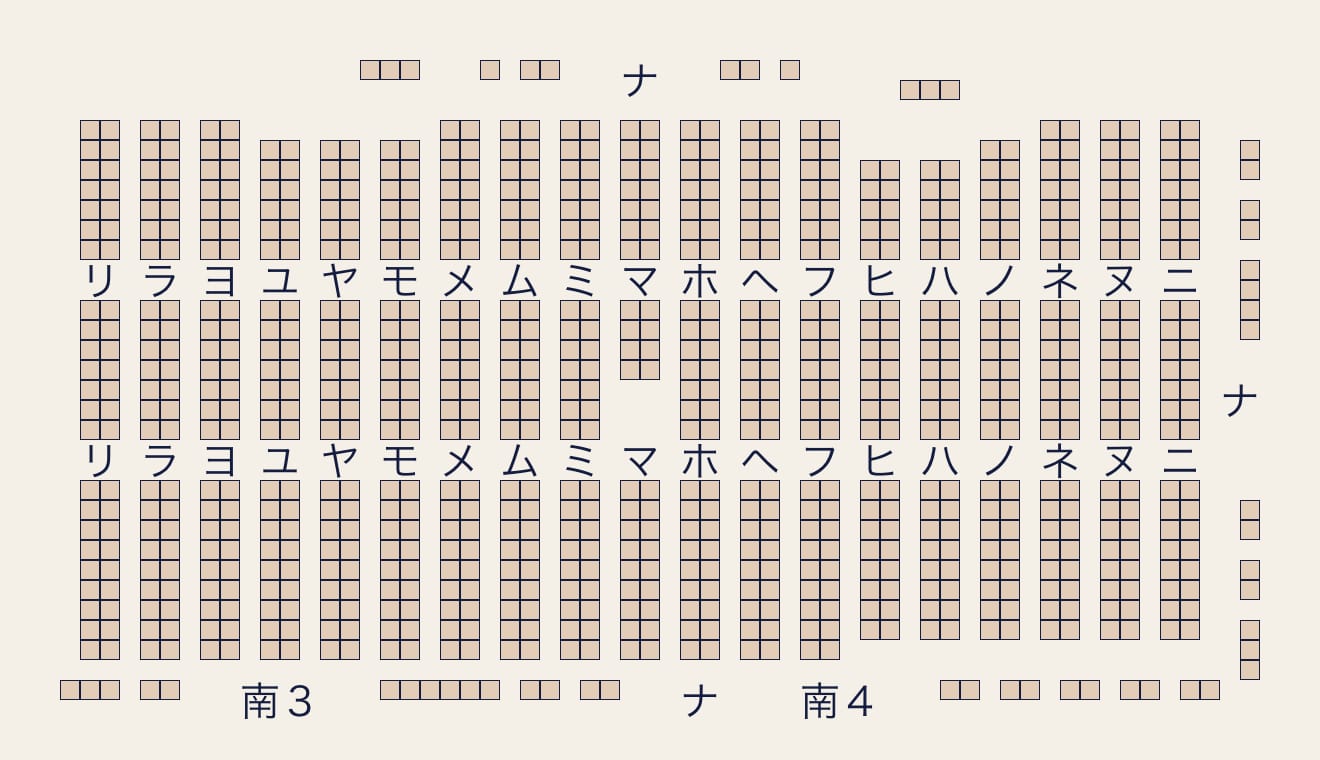 ナ
リ ラ ヨ ユ ヤ モ メ ム ミ マ ホ ヘ フ ヒ ハ ノ ネ ヌ ニ
ナ
リ ラ ヨ ユ ヤ モ メ ム ミ マ ホ ヘ フ ヒ ハ ノ ネ ヌ ニ
南3 ナ 南4